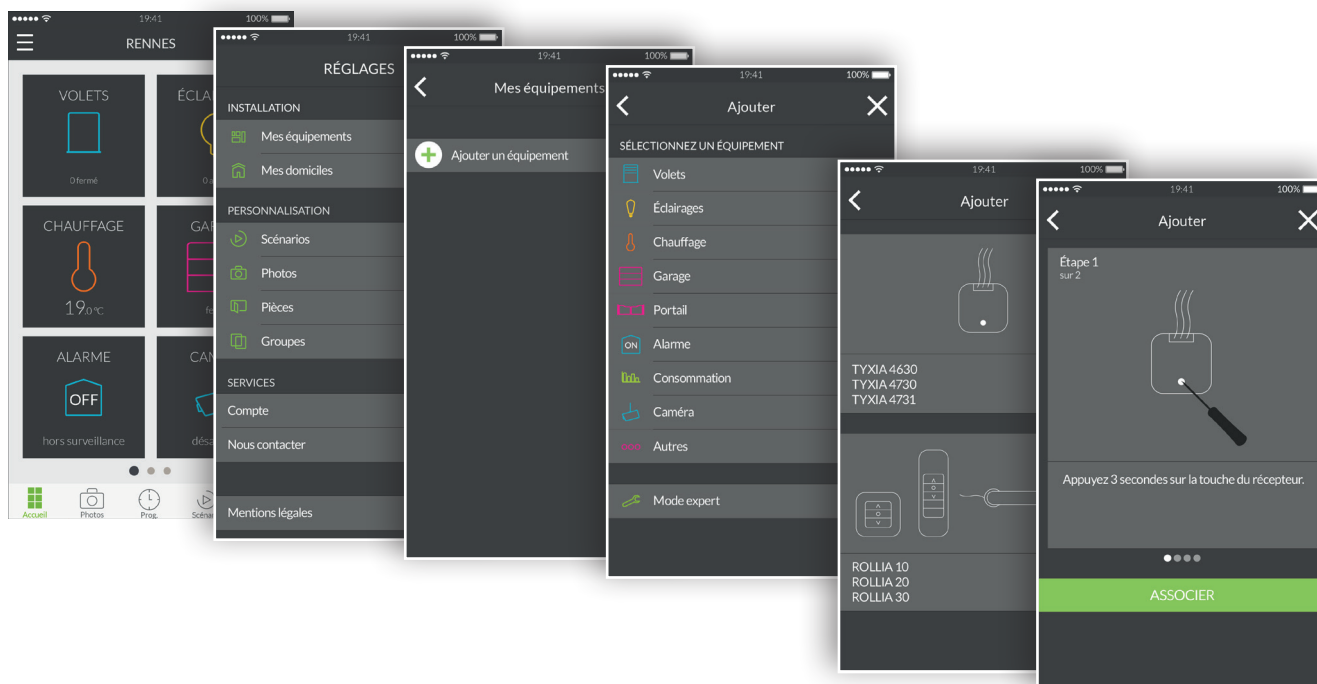 19:41
100%
RENNES
VOLETS
0 fermé
CHAUFFAGE
19.0°C
ALARME
OFF
hors surveillance
Accueil
Photos
Prog.
19:41
100%
RÉGLAGES
INSTALLATION
Mes équipements
Mes domiciles
PERSONNALISATION
Scénarios
Photos
Pièces
Groupes
SERVICES
Compte
Nous contacter
Mentions légales
19:41
100%
Mes équipements
Ajouter un équipement
19:41
100%
Ajouter
SÉLECTIONNEZ UN ÉQUIPEMENT
Volets
Éclairages
Chauffage
Garage
Portail
ON
Alarme
Consommation
Caméra
Autres
Mode expert
19:41
100%
Ajouter
TYXIA 4630
TYXIA 4730
TYXIA 4731
ROLLIA 10
ROLLIA 20
ROLLIA 30
19:41
100%
Ajouter
Étape 1
sur 2
Appuyez 3 secondes sur la touche du récepteur.
ASSOCIER